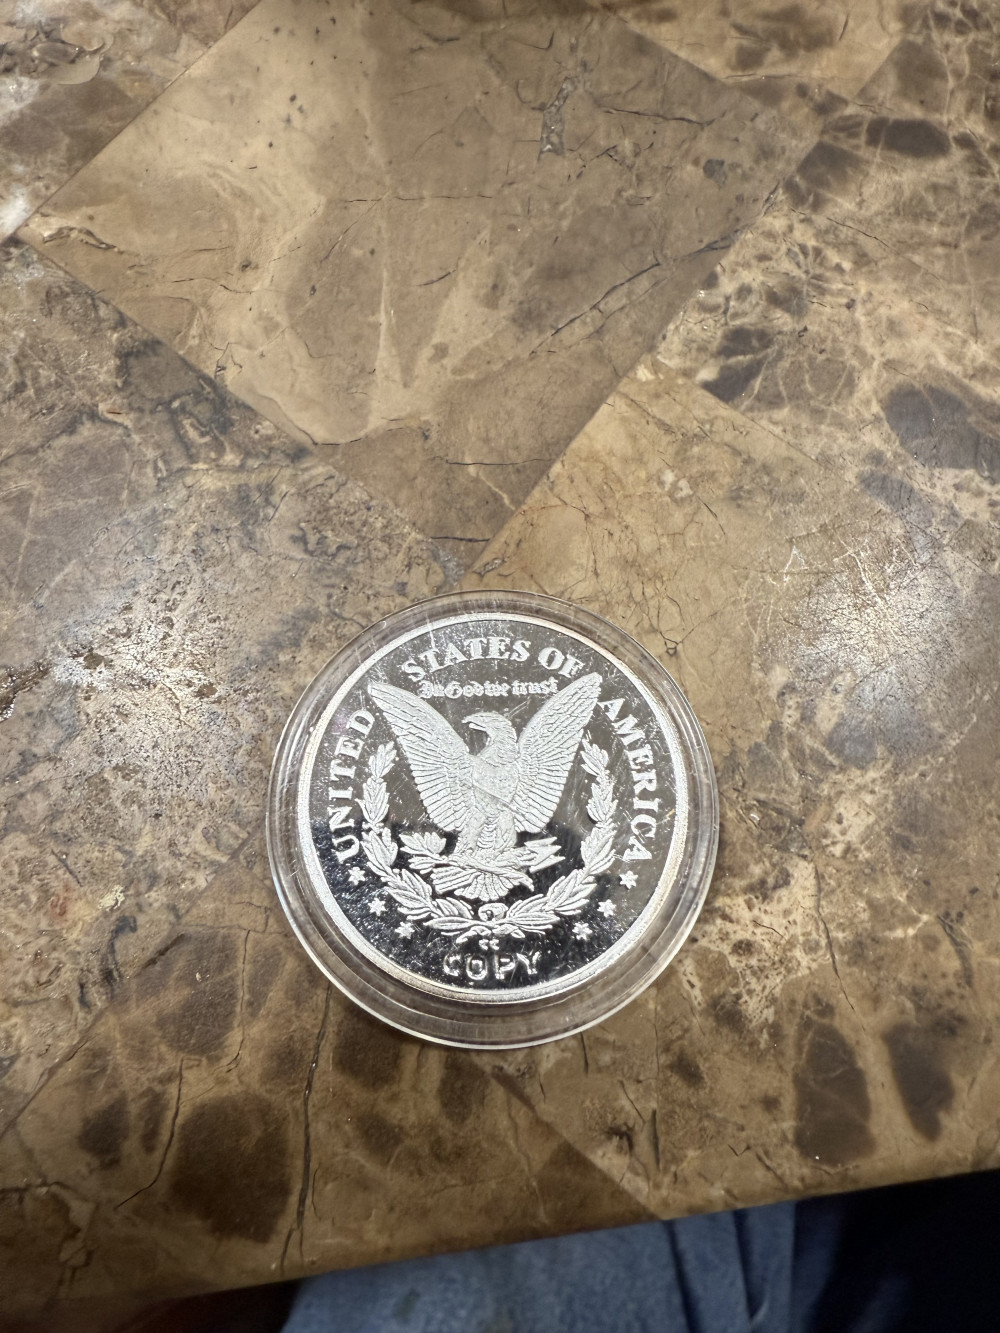 UNITED STATES OF AMERICA
In God we trust
CC
COPY